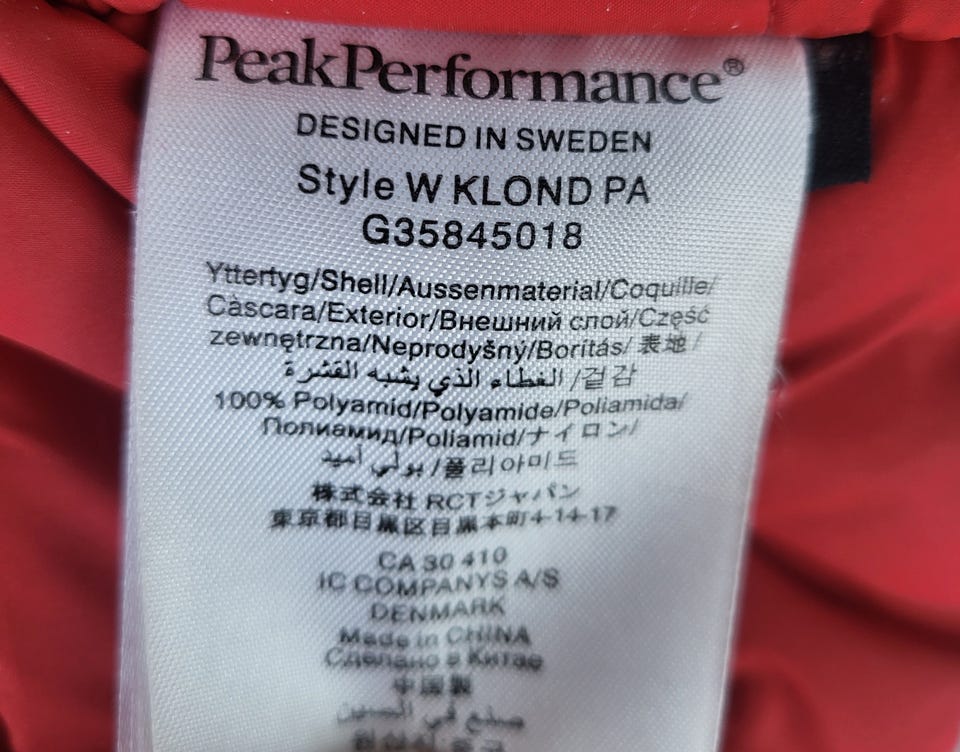 PeakPerformance®
DESIGNED IN SWEDEN
Style W KLOND PA
G35845018
Yttertyg/Shell/Aussenmaterial/Coquille/
Càscara/Exterior/Внешний слой/Część
zewnętrzna/Neprodyšný/Borítás/ 表地 /
الغطاء الذي يشبه القشرة /겉감
100% Polyamid/Polyamide/Poliamida/
Полиамид/Poliamid/ナイロン/
بولي أميد /폴리아미드
株式会社 RCTジャパン
東京都目黒区目黒本町4-14-17
CA 30 410
IC COMPANYS A/S
DENMARK
Made in CHINA
Сделано в Китае
中国製
صنع في الصين